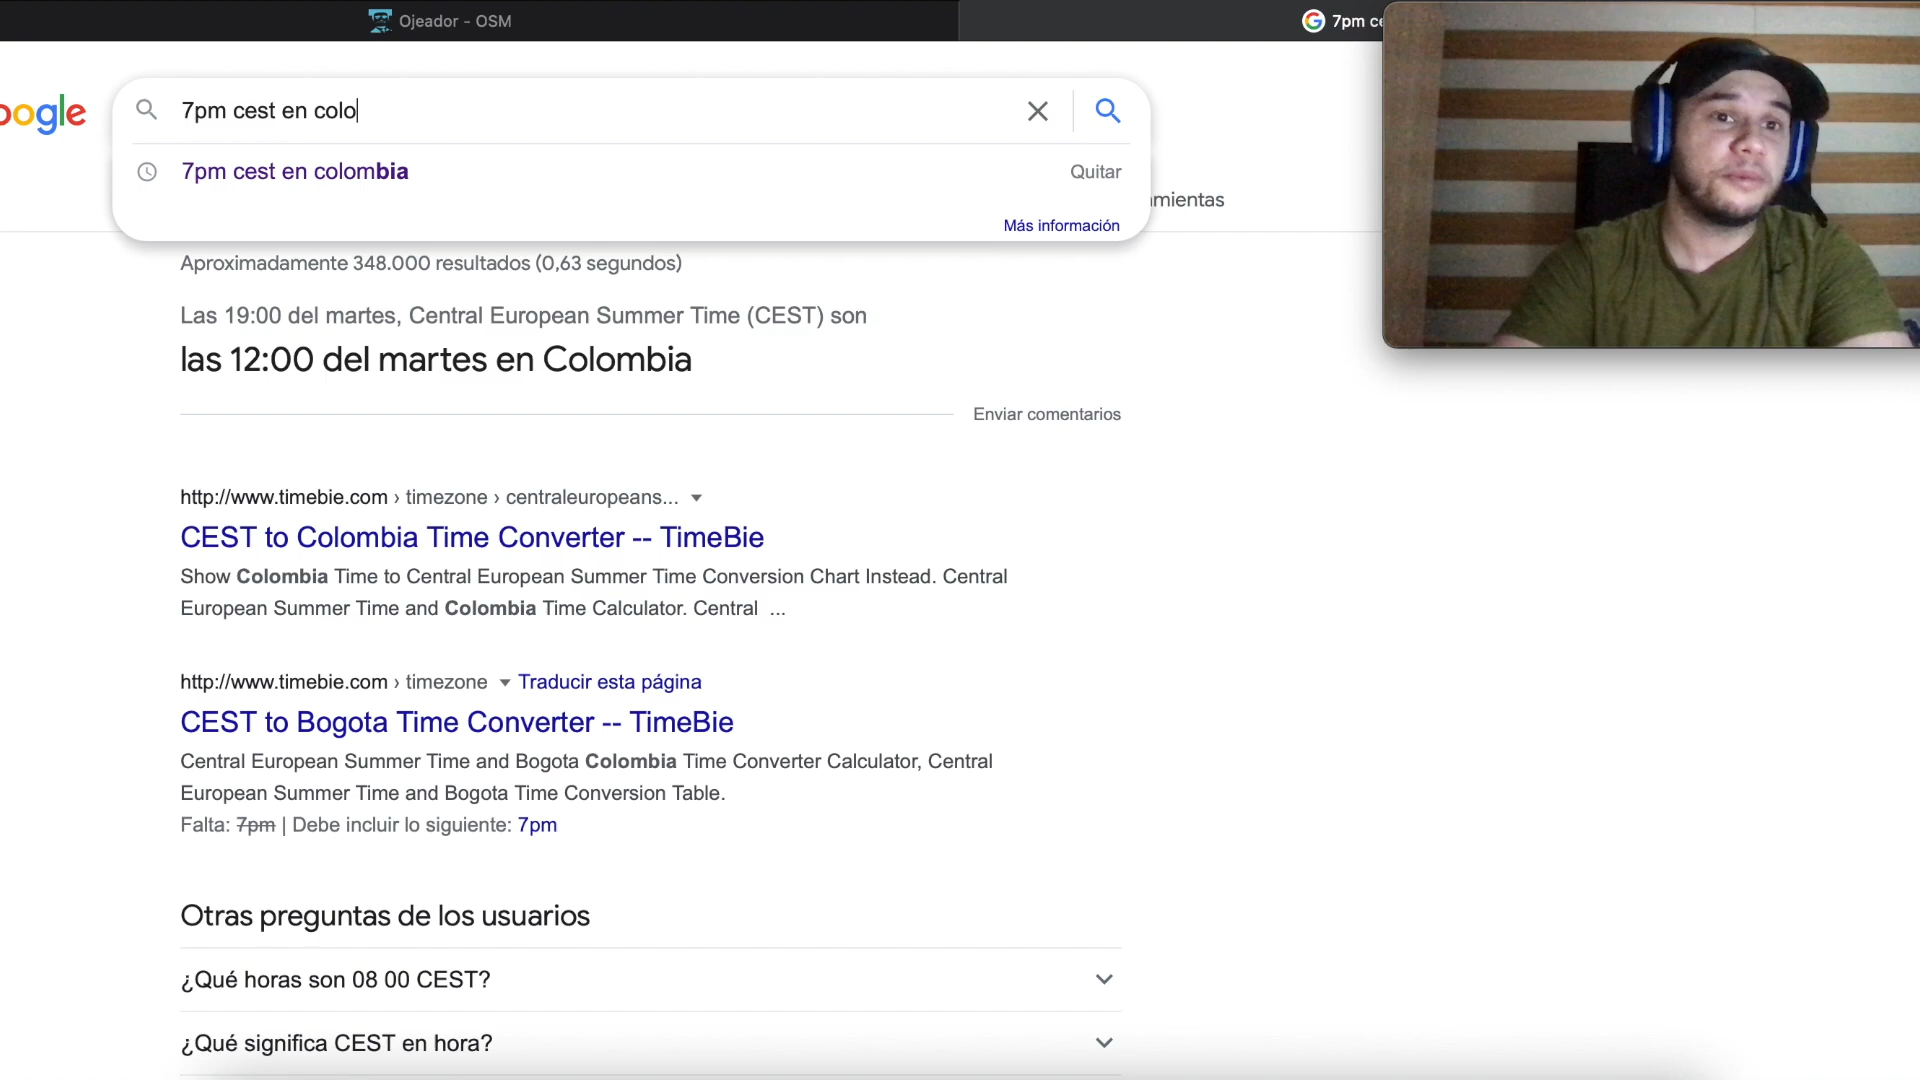 Ojeador - OSM
7pm ce
oogle
7pm cest en colo
7pm cest en colombia
Quitar
Más información
mientas
Aproximadamente 348.000 resultados (0,63 segundos)
Las 19:00 del martes, Central European Summer Time (CEST) son
las 12:00 del martes en Colombia
Enviar comentarios
http://www.timebie.com › timezone › centraleuropeans...
CEST to Colombia Time Converter -- TimeBie
Show Colombia Time to Central European Summer Time Conversion Chart Instead. Central
European Summer Time and Colombia Time Calculator. Central ...
http://www.timebie.com › timezone Traducir esta página
CEST to Bogota Time Converter -- TimeBie
Central European Summer Time and Bogota Colombia Time Converter Calculator, Central
European Summer Time and Bogota Time Conversion Table.
Falta: 7pm | Debe incluir lo siguiente: 7pm
Otras preguntas de los usuarios
¿Qué horas son 08 00 CEST?
¿Qué significa CEST en hora?